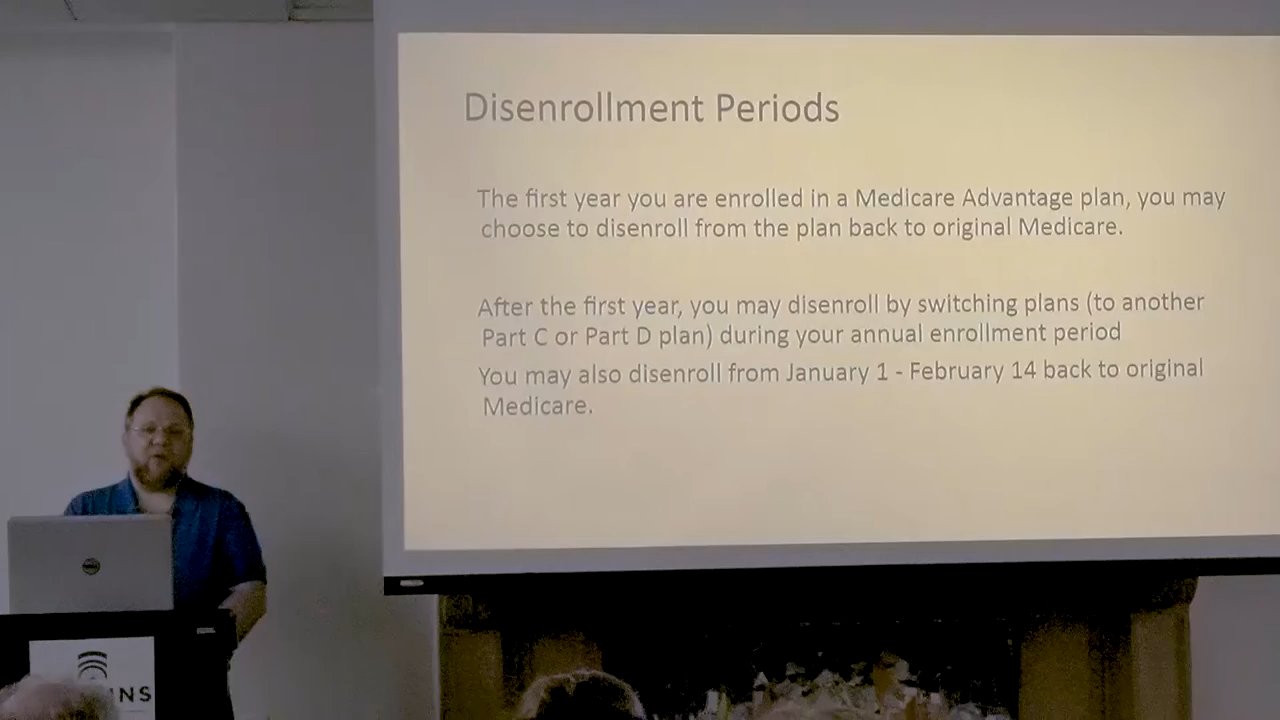 Disenrollment Periods
The first year you are enrolled in a Medicare Advantage plan, you may
choose to disenroll from the plan back to original Medicare.
After the first year, you may disenroll by switching plans (to another
Part C or Part D plan) during your annual enrollment period
You may also disenroll from January 1 - February 14 back to original
Medicare.
DELL